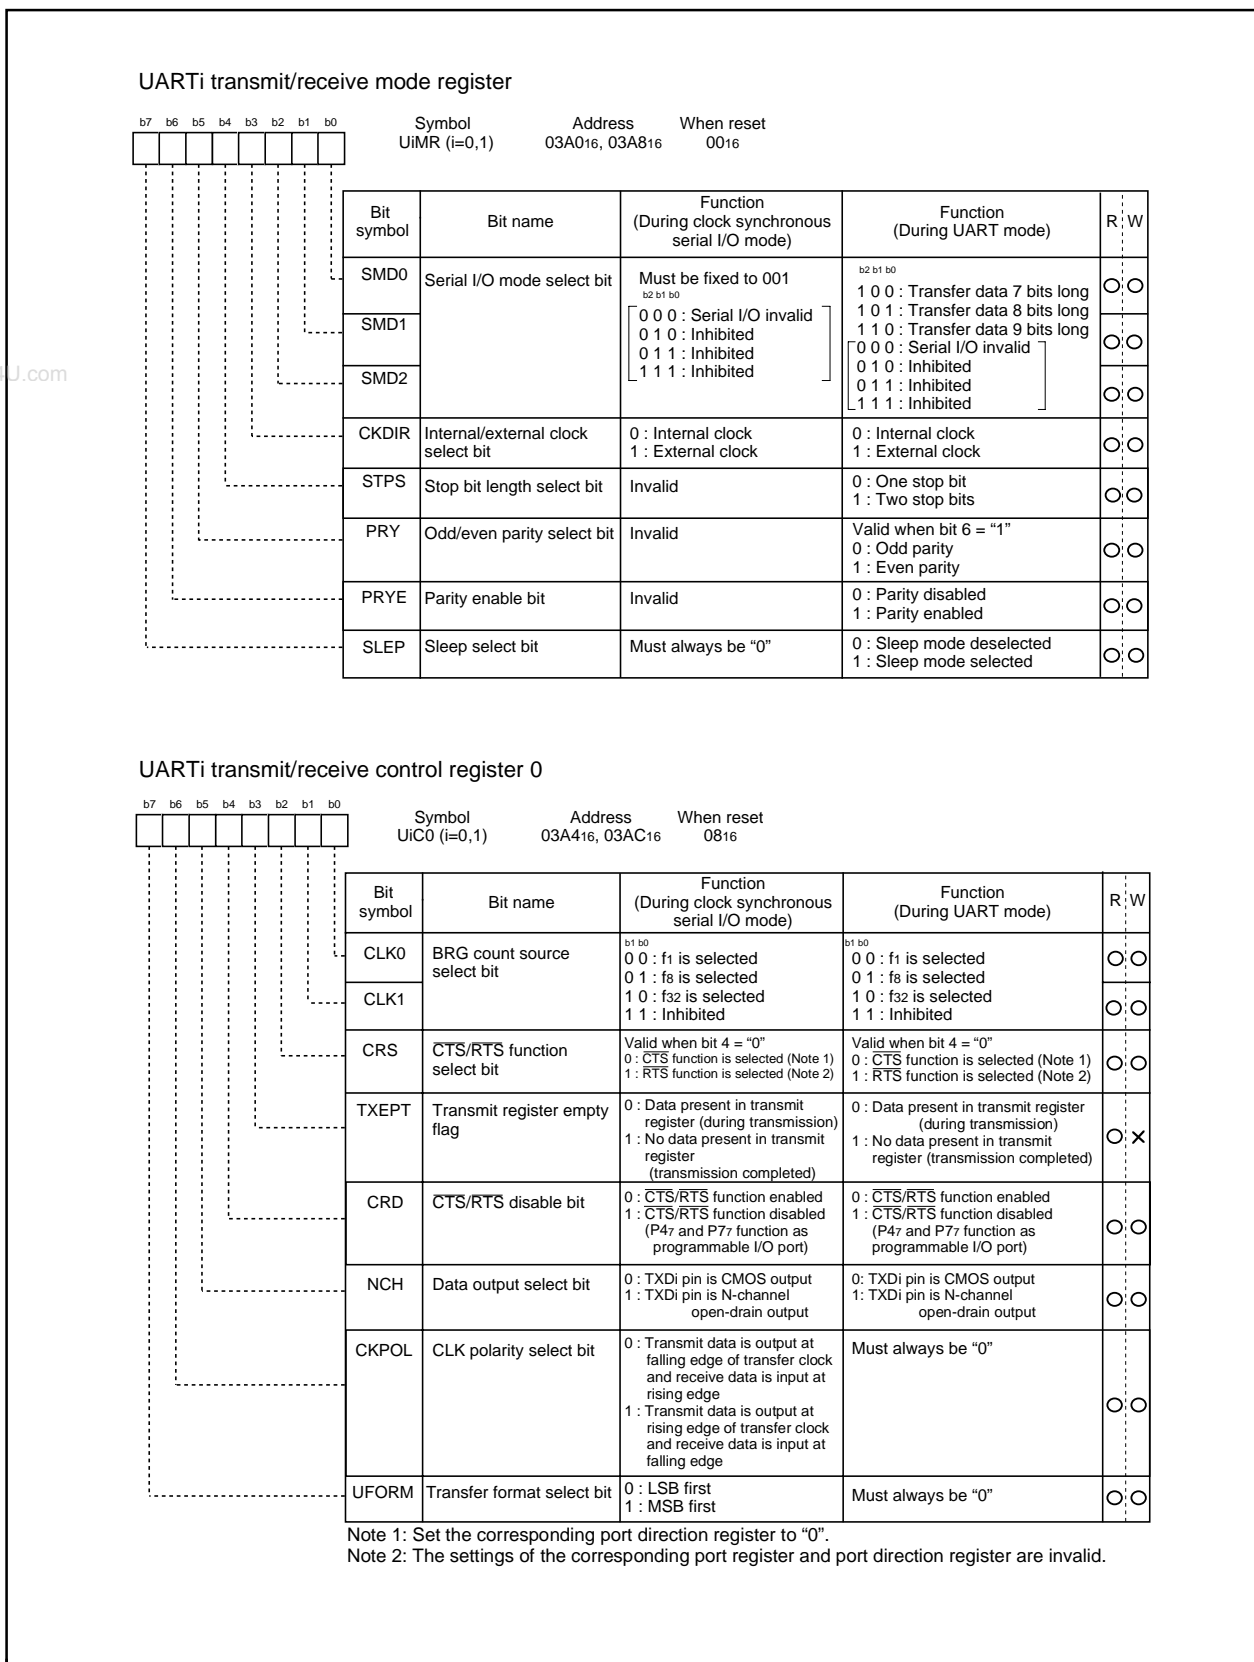 UARTi transmit/receive mode register
b7 b6 b5 b4 b3 b2 b1 b0
Symbol Address When reset
UiMR (i=0,1) 03A016, 03A816 0016
Bit symbol Bit name Function (During clock synchronous serial I/O mode) Function (During UART mode) R W
SMD0 Serial I/O mode select bit
SMD1
SMD2
Must be fixed to 001
b2 b1 b0
0 0 0 : Serial I/O invalid
0 1 0 : Inhibited
0 1 1 : Inhibited
1 1 1 : Inhibited
b2 b1 b0
1 0 0 : Transfer data 7 bits long
1 0 1 : Transfer data 8 bits long
1 1 0 : Transfer data 9 bits long
0 0 0 : Serial I/O invalid
0 1 0 : Inhibited
0 1 1 : Inhibited
1 1 1 : Inhibited
4U.com
CKDIR Internal/external clock select bit
0 : Internal clock
1 : External clock
0 : Internal clock
1 : External clock
STPS Stop bit length select bit Invalid
0 : One stop bit
1 : Two stop bits
PRY Odd/even parity select bit Invalid
Valid when bit 6 = “1”
0 : Odd parity
1 : Even parity
PRYE Parity enable bit Invalid
0 : Parity disabled
1 : Parity enabled
SLEP Sleep select bit Must always be “0”
0 : Sleep mode deselected
1 : Sleep mode selected
UARTi transmit/receive control register 0
b7 b6 b5 b4 b3 b2 b1 b0
Symbol Address When reset
UiC0 (i=0,1) 03A416, 03AC16 0816
Bit symbol Bit name Function (During clock synchronous serial I/O mode) Function (During UART mode) R W
CLK0 BRG count source select bit
CLK1
b1 b0
0 0 : f1 is selected
0 1 : f8 is selected
1 0 : f32 is selected
1 1 : Inhibited
b1 b0
0 0 : f1 is selected
0 1 : f8 is selected
1 0 : f32 is selected
1 1 : Inhibited
CRS CTS/RTS function select bit
Valid when bit 4 = “0”
0 : CTS function is selected (Note 1)
1 : RTS function is selected (Note 2)
Valid when bit 4 = “0”
0 : CTS function is selected (Note 1)
1 : RTS function is selected (Note 2)
TXEPT Transmit register empty flag
0 : Data present in transmit
register (during transmission)
1 : No data present in transmit
register
(transmission completed)
0 : Data present in transmit register
(during transmission)
1 : No data present in transmit
register (transmission completed)
CRD CTS/RTS disable bit
0 : CTS/RTS function enabled
1 : CTS/RTS function disabled
(P47 and P77 function as
programmable I/O port)
0 : CTS/RTS function enabled
1 : CTS/RTS function disabled
(P47 and P77 function as
programmable I/O port)
NCH Data output select bit
0 : TXDi pin is CMOS output
1 : TXDi pin is N-channel
open-drain output
0: TXDi pin is CMOS output
1: TXDi pin is N-channel
open-drain output
CKPOL CLK polarity select bit
0 : Transmit data is output at
falling edge of transfer clock
and receive data is input at
rising edge
1 : Transmit data is output at
rising edge of transfer clock
and receive data is input at
falling edge
Must always be “0”
UFORM Transfer format select bit
0 : LSB first
1 : MSB first
Must always be “0”
Note 1: Set the corresponding port direction register to “0”.
Note 2: The settings of the corresponding port register and port direction register are invalid.